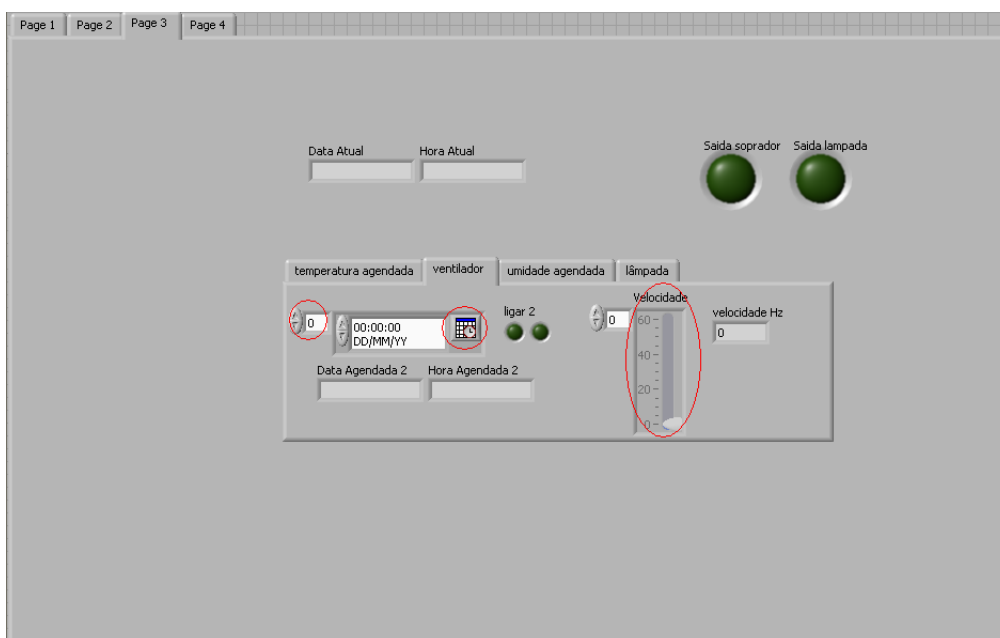 Page 1 Page 2 Page 3 Page 4
Data Atual Hora Atual
Saida soprador Saida lampada
temperatura agendada ventilador umidade agendada lâmpada
Velocidade
ligar 2
velocidade Hz
0
00:00:00
DD/MM/YY
0
60
40
20
0
0
Data Agendada 2 Hora Agendada 2